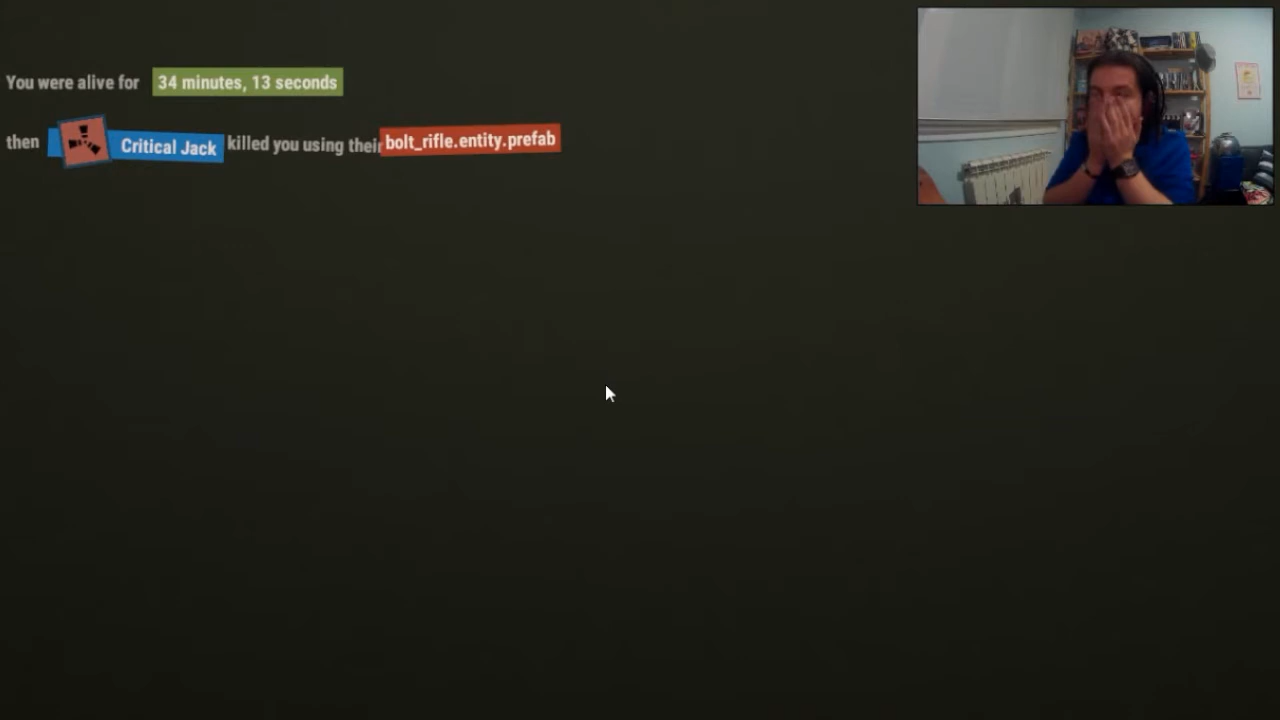 You were alive for 34 minutes, 13 seconds
then Critical Jack killed you using their bolt_rifle.entity.prefab